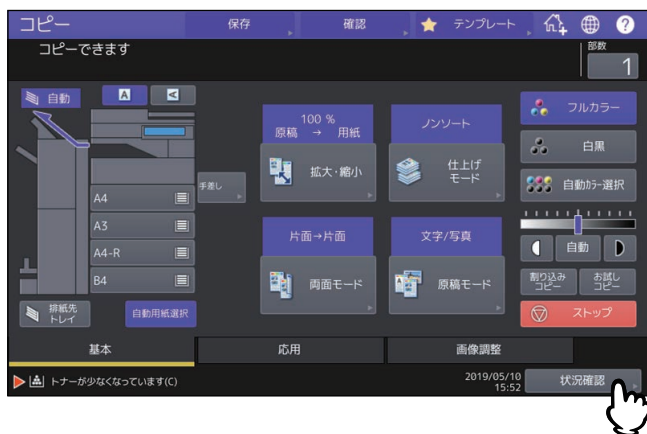 コピー
保存
確認
テンプレート
?
コピーできます
部数
1
自動
A
A
100 %
原稿 → 用紙
ノンソート
フルカラー
拡大・縮小
仕上げ
モード
白黒
手差し
自動ｶﾗｰ選択
A4
A3
A4-R
B4
片面→片面
文字/写真
自動
両面モード
原稿モード
割り込み
コピー
お試し
コピー
排紙先
トレイ
自動用紙選択
ストップ
基本
応用
画像調整
トナーが少なくなっています(C)
2019/05/10
15:52
状況確認